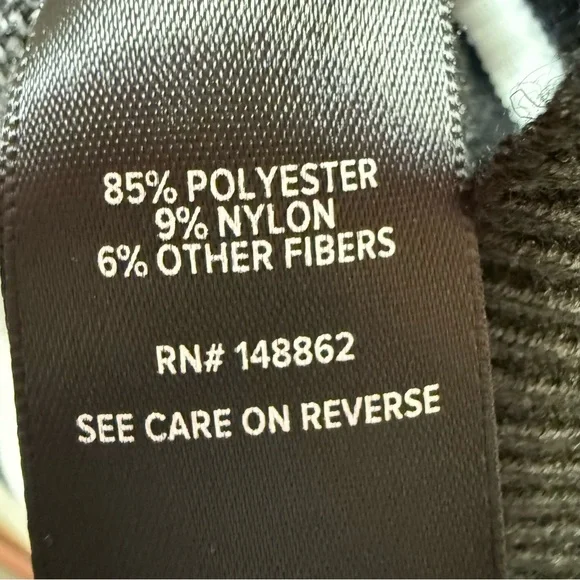 85% POLYESTER
9% NYLON
6% OTHER FIBERS
RN# 148862
SEE CARE ON REVERSE